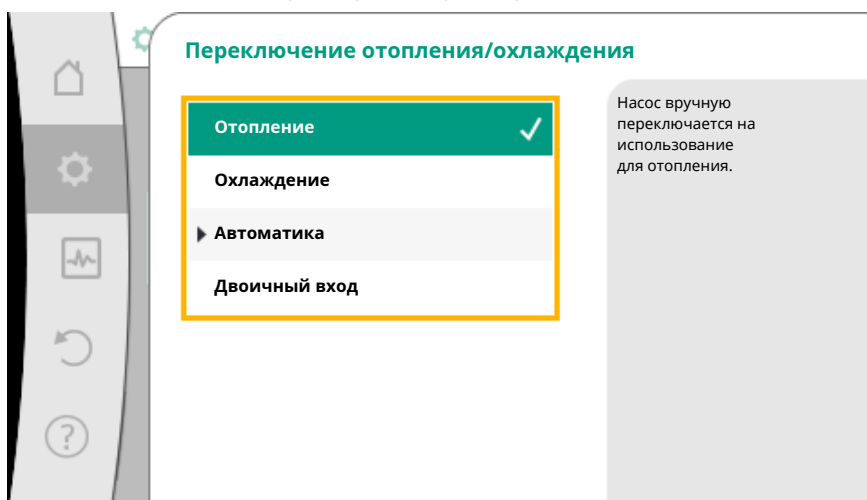 Переключение отопления/охлаждения
Отопление
Охлаждение
Автоматика
Двоичный вход
Насос вручную
переключается на
использование
для отопления.
?